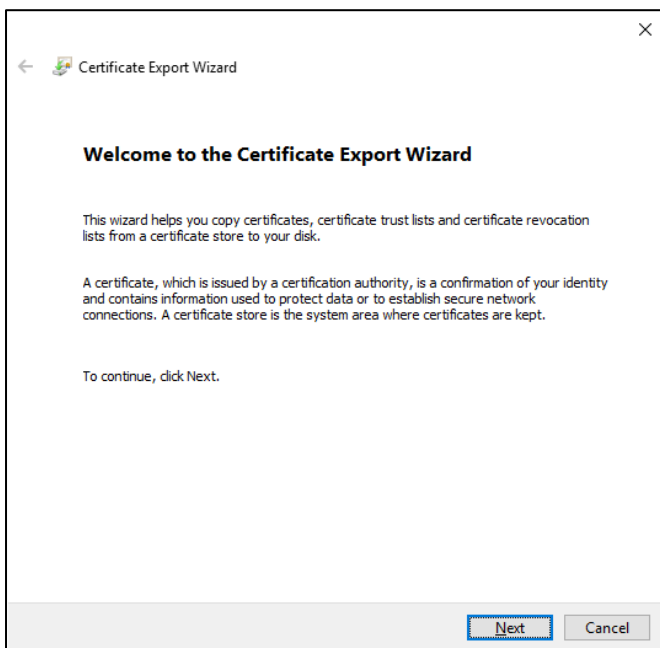 Certificate Export Wizard
Welcome to the Certificate Export Wizard
This wizard helps you copy certificates, certificate trust lists and certificate revocation
lists from a certificate store to your disk.
A certificate, which is issued by a certification authority, is a confirmation of your identity
and contains information used to protect data or to establish secure network
connections. A certificate store is the system area where certificates are kept.
To continue, click Next.
Next Cancel